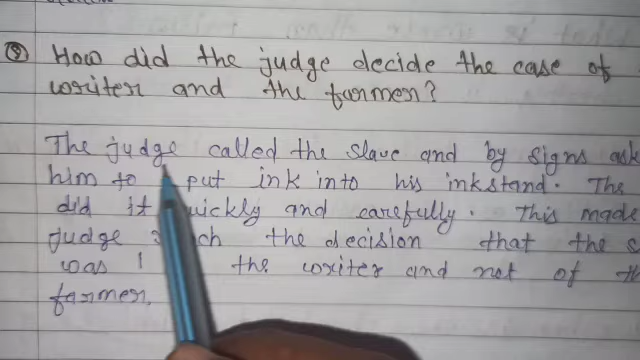 How did the judge decide the case of
writer and the farmer?
The judge called the slave and by signs ask
him to put ink into his inkstand. The
did it quickly and carefully. This made
judge the decision that the s
was the writer and not of th
farmer.